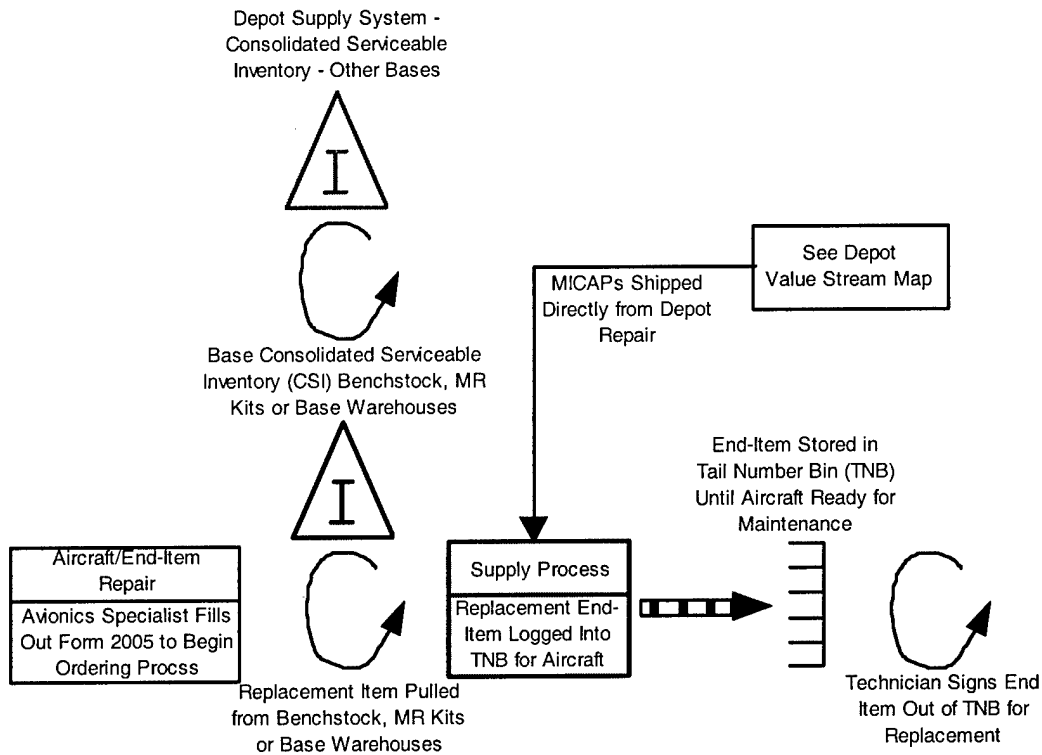 Depot Supply System -
Consolidated Serviceable
Inventory - Other Bases
I
See Depot
Value Stream Map
MICAPs Shipped
Directly from Depot
Repair
Base Consolidated Serviceable
Inventory (CSI) Benchstock, MR
Kits or Base Warehouses
I
End-Item Stored in
Tail Number Bin (TNB)
Until Aircraft Ready for
Maintenance
Aircraft/End-Item
Repair
Avionics Specialist Fills
Out Form 2005 to Begin
Ordering Procss
Supply Process
Replacement End-
Item Logged Into
TNB for Aircraft
Replacement Item Pulled
from Benchstock, MR Kits
or Base Warehouses
Technician Signs End
Item Out of TNB for
Replacement